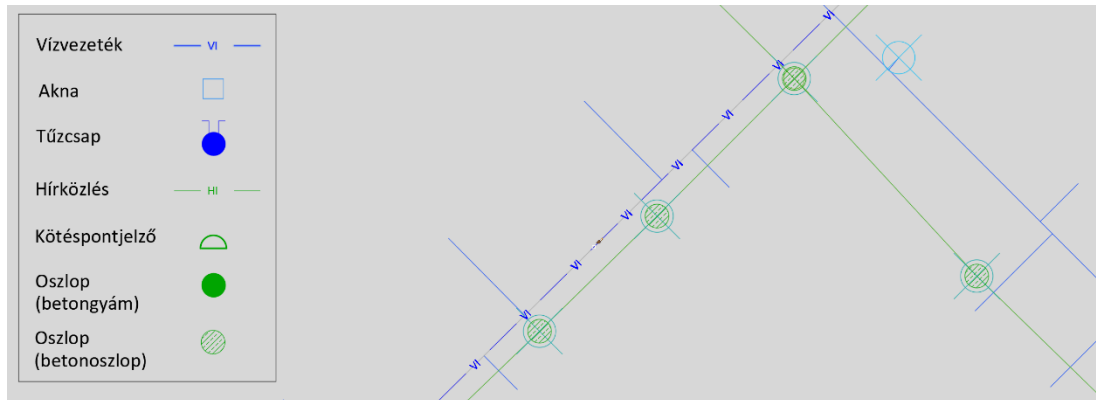 Vízvezeték
VI
Akna
Tűzcsap
Hírközlés
HI
Kötéspontjelző
Oszlop
(betongyám)
Oszlop
(betonoszlop)
VI
VI
VI
VI
VI
VI
VI
VI